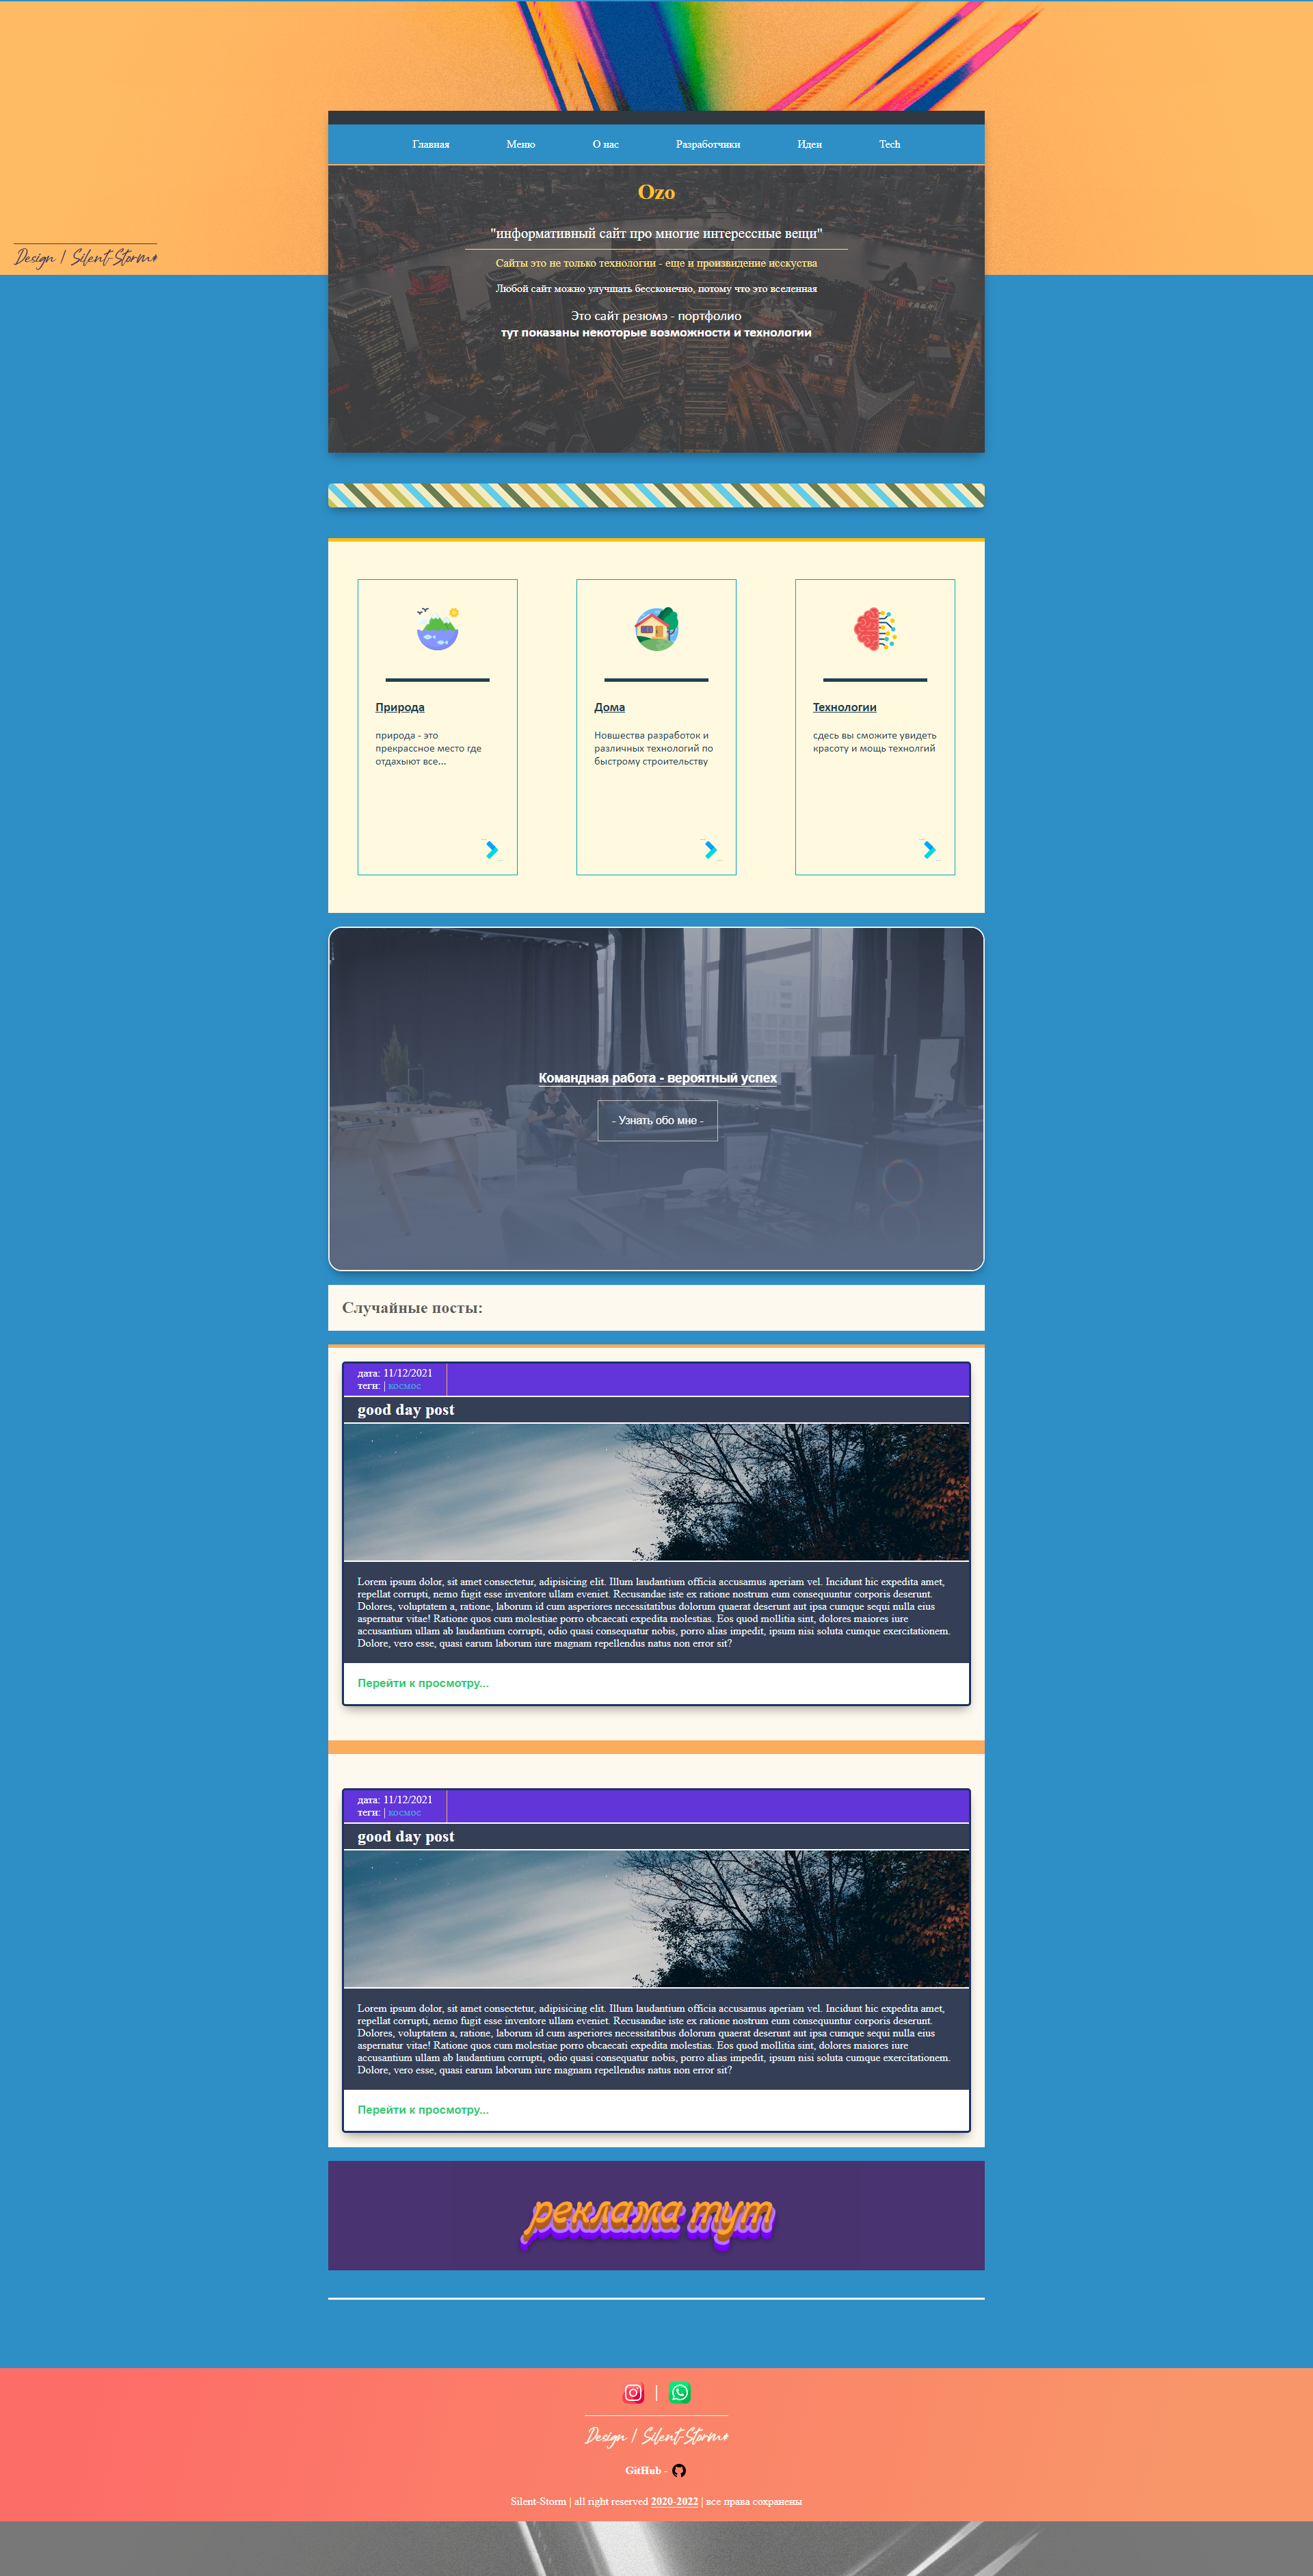 Главная Меню О нас Разработчики Идеи Tech
Ozo
"информативный сайт про многие интерессные вещи"
Design / Silent-Storm#
Сайты это не только технологии - еще и произвидение исскуства
Любой сайт можно улучшать бессконечно, потому что это вселенная
Это сайт резюмэ - портфолио
тут показаны некоторые возможности и технологии
Природа
природа - это
прекрассное место где
отдахыют все...
Дома
Новшества разработок и
различных технологий по
быстрому строительству
Технологии
сдесь вы сможите увидеть
красоту и мощь технолгий
Командная работа - вероятный успех
- Узнать обо мне -
Случайные посты:
дата: 11/12/2021
теги: | космос
good day post
Lorem ipsum dolor, sit amet consectetur, adipisicing elit. Illum laudantium officia accusamus aperiam vel. Incidunt hic expedita amet,
repellat corrupti, nemo fugit esse inventore ullam eveniet. Recusandae iste ex ratione nostrum eum consequuntur corporis deserunt.
Dolores, voluptatem a, ratione, laborum id cum asperiores necessitatibus dolorum quaerat deserunt aut ipsa cumque sequi nulla eius
aspernatur vitae! Ratione quos cum molestiae porro obcaecati expedita molestias. Eos quod mollitia sint, dolores maiores iure
accusantium ullam ab laudantium corrupti, odio quasi consequatur nobis, porro alias impedit, ipsum nisi soluta cumque exercitationem.
Dolore, vero esse, quasi earum laborum iure magnam repellendus natus non error sit?
Перейти к просмотру...
дата: 11/12/2021
теги: | космос
good day post
Lorem ipsum dolor, sit amet consectetur, adipisicing elit. Illum laudantium officia accusamus aperiam vel. Incidunt hic expedita amet,
repellat corrupti, nemo fugit esse inventore ullam eveniet. Recusandae iste ex ratione nostrum eum consequuntur corporis deserunt.
Dolores, voluptatem a, ratione, laborum id cum asperiores necessitatibus dolorum quaerat deserunt aut ipsa cumque sequi nulla eius
aspernatur vitae! Ratione quos cum molestiae porro obcaecati expedita molestias. Eos quod mollitia sint, dolores maiores iure
accusantium ullam ab laudantium corrupti, odio quasi consequatur nobis, porro alias impedit, ipsum nisi soluta cumque exercitationem.
Dolore, vero esse, quasi earum laborum iure magnam repellendus natus non error sit?
Перейти к просмотру...
реклама тут
|
Design / Silent-Storm#
GitHub -
Silent-Storm | all right reserved 2020-2022 | все права сохранены